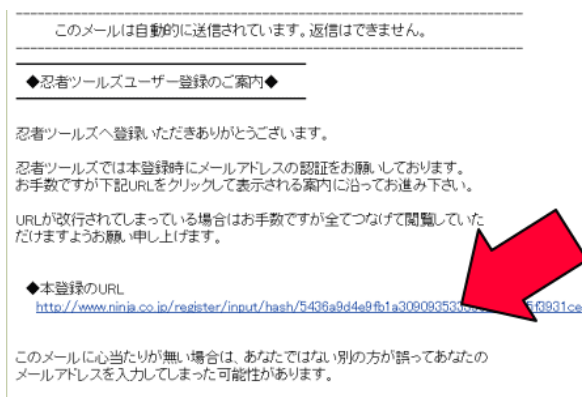 このメールは自動的に送信されています。返信はできません。
◆忍者ツールズユーザー登録のご案内◆
忍者ツールズへ登録いただきありがとうございます。
忍者ツールズでは本登録時にメールアドレスの認証をお願いしております。
お手数ですが下記URLをクリックして表示される案内に沿ってお進み下さい。
URLが改行されてしまっている場合はお手数ですが全てつなげて閲覧していた
だけますようお願い申し上げます。
◆本登録のURL
http://www.ninja.co.jp/register/input/hash/5436a9d4e9fb1a309093533 f3931ce
このメールに心当たりが無い場合は、あなたではない別の方が誤ってあなたの
メールアドレスを入力してしまった可能性があります。